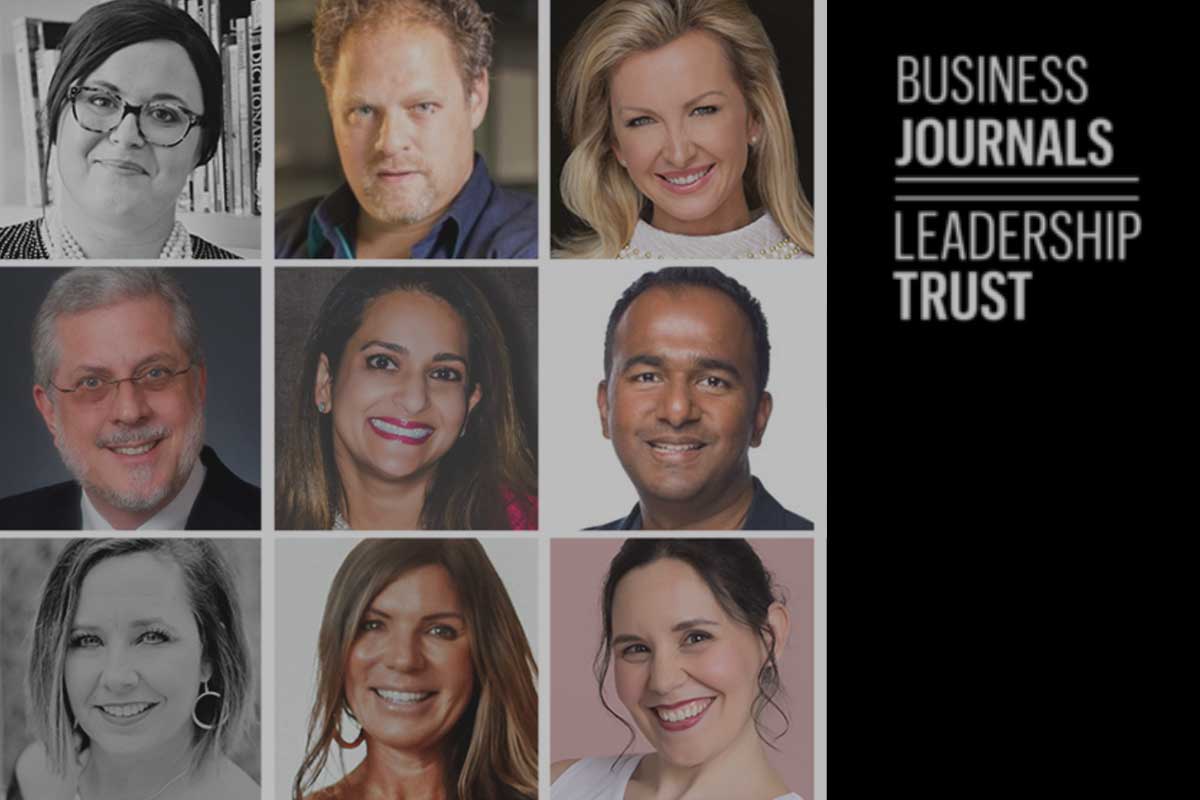 DICTIONARY
BUSINESS
JOURNALS
LEADERSHIP
TRUST